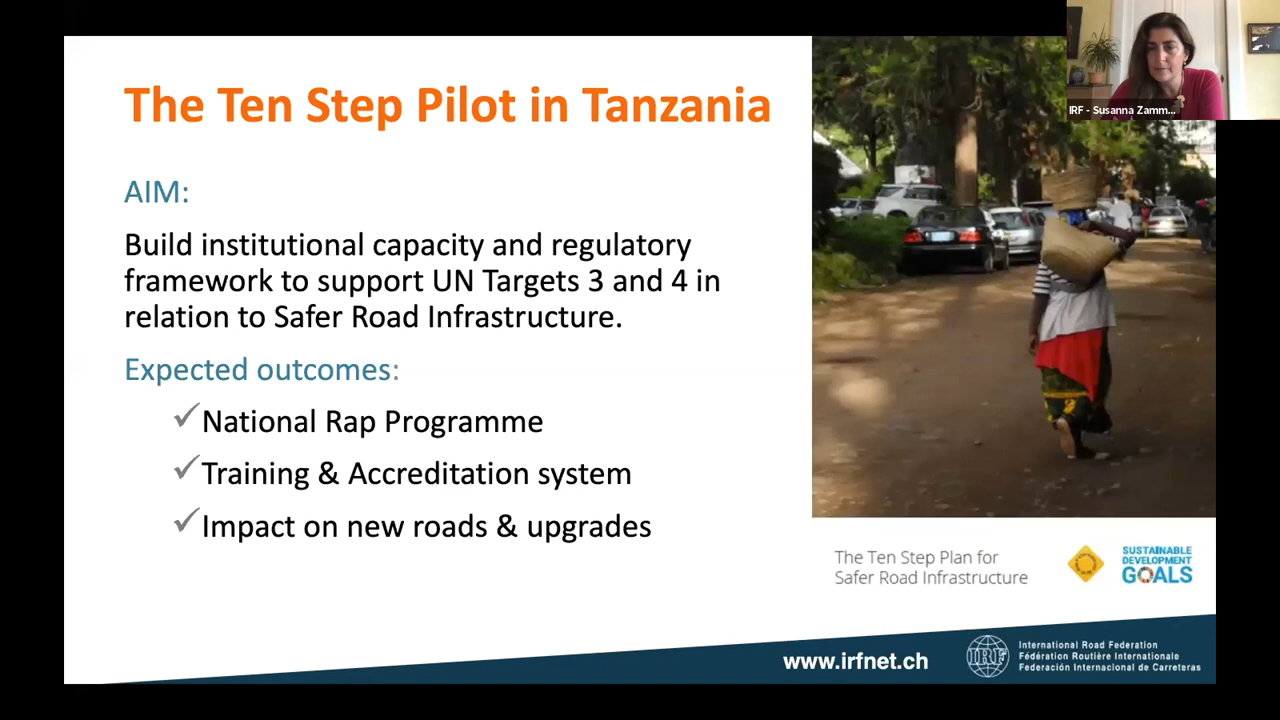 The Ten Step Pilot in Tanzania
IRF - Susanna Zamm...
AIM:
Build institutional capacity and regulatory
framework to support UN Targets 3 and 4 in
relation to Safer Road Infrastructure.
Expected outcomes:
National Rap Programme
Training & Accreditation system
Impact on new roads & upgrades
The Ten Step Plan for
Safer Road Infrastructure
SUSTAINABLE
DEVELOPMENT
GOALS
www.irfnet.ch
IRF
International Road Federation
Fédération Routière Internationale
Federación Internacional de Carreteras